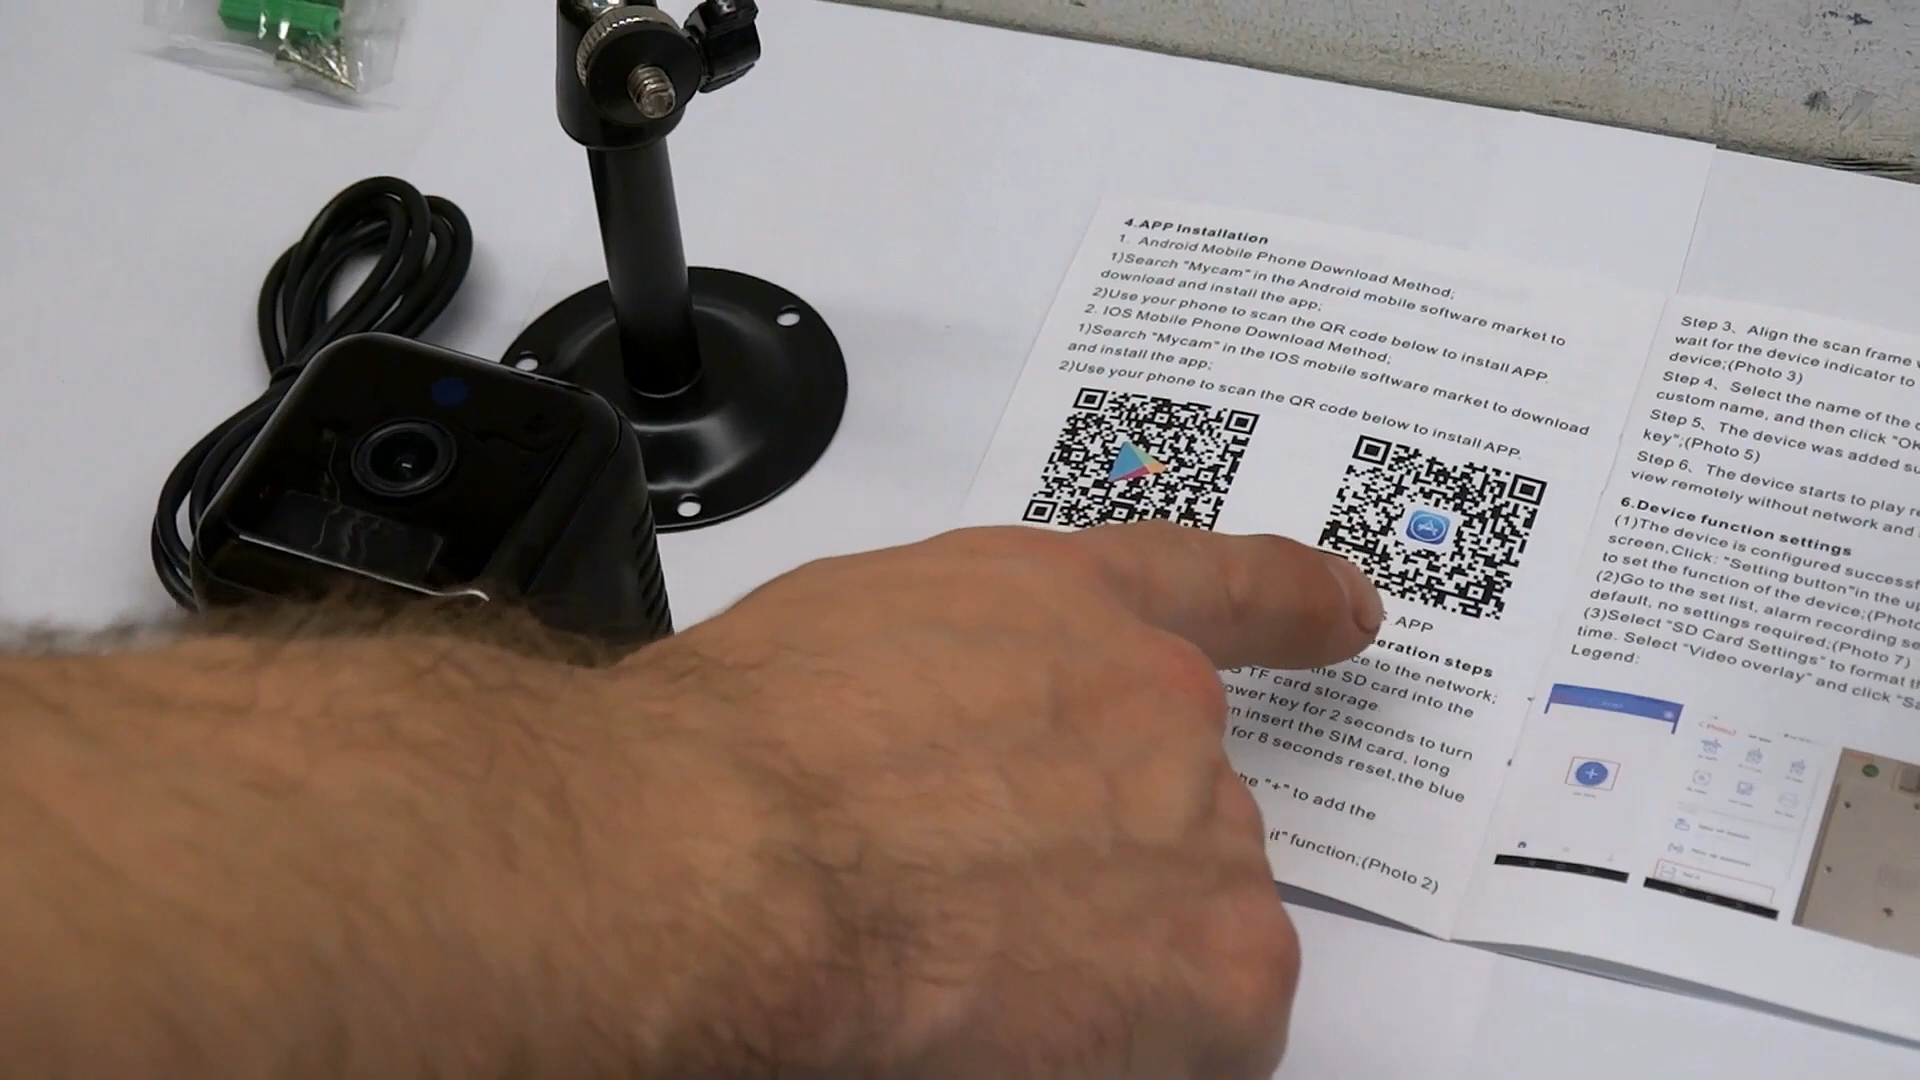 4.APP Installation
1. Android Mobile Phone Download Method;
1)Search "Mycam" in the Android mobile software market to
download and install the app;
2)Use your phone to scan the QR code below to install APP.
2. IOS Mobile Phone Download Method;
1)Search "Mycam" in the IOS mobile software market to download
and install the app;
2)Use your phone to scan the QR code below to install APP.
APP
eration steps
ce to the network;
the SD card into the
TF card storage.
ower key for 2 seconds to turn
insert the SIM card, long
for 8 seconds reset,the blue
he "+" to add the
it" function;(Photo 2)
Step 3、Align the scan frame
wait for the device indicator to
device;(Photo 3)
Step 4、Select the name of the
custom name, and then click "OK
Step 5、The device was added su
key";(Photo 5)
Step 6、The device starts to play re
view remotely without network and
6.Device function settings
(1)The device is configured successf
screen,Click: "Setting button"in the up
to set the function of the device;(Photo
(2)Go to the set list, alarm recording se
default, no settings required;(Photo 7)
(3)Select "SD Card Settings" to format th
time. Select "Video overlay" and click "Sa
Legend: